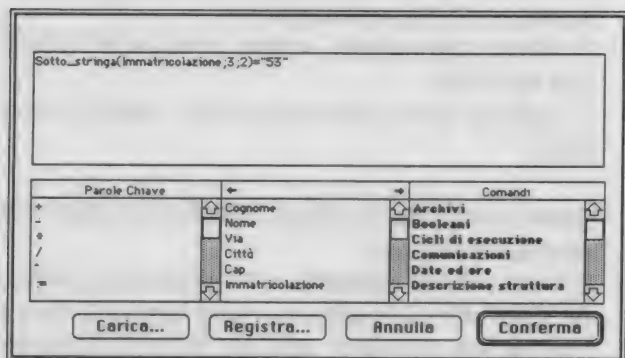 Sotto_stringa(Immatricolazione;3;2)="53"
Parole Chiave
← →
Comandi
+
-
*
/
^
:=
Cognome
Nome
Via
Città
Cap
Immatricolazione
Archivi
Booleani
Cicli di esecuzione
Comunicazioni
Date ed ore
Descrizione struttura
Carica...
Registra...
Annulla
Conferma